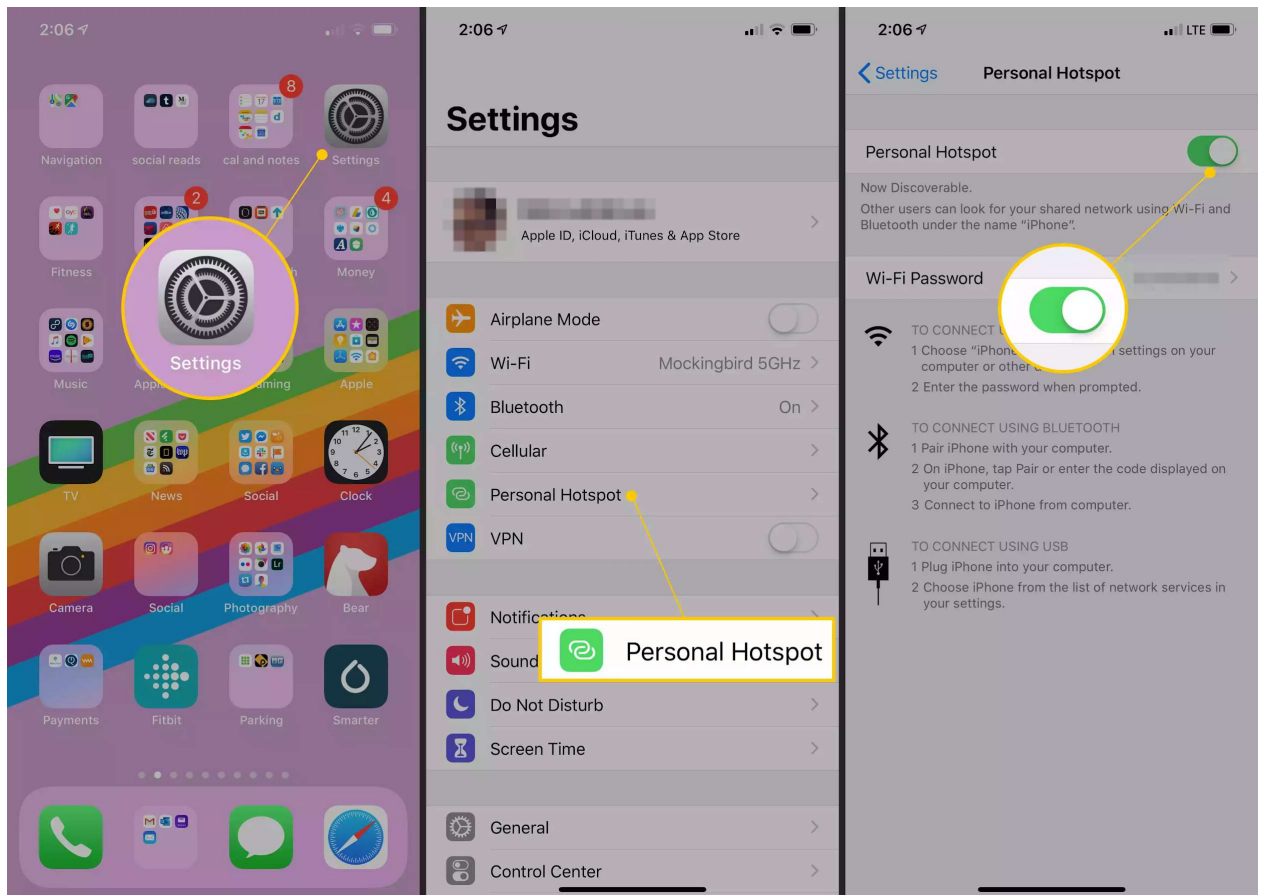 2:06
8
17
Navigation
social reads
cal and notes
Settings
2
4
Fitness
Money
Settings
Music
Apple
TV
News
Social
Clock
Camera
Social
Photography
Bear
Payments
Fitbit
Parking
Smarter
2:06
Settings
Apple ID, iCloud, iTunes & App Store
Airplane Mode
Wi-Fi Mockingbird 5GHz
Bluetooth On
Cellular
Personal Hotspot
VPN VPN
Notifications
Personal Hotspot
Do Not Disturb
Screen Time
General
Control Center
2:06 LTE
Settings Personal Hotspot
Personal Hotspot
Now Discoverable.
Other users can look for your shared network using Wi-Fi and
Bluetooth under the name “iPhone”.
Wi-Fi Password
TO CONNECT
1 Choose “iPhone settings on your
computer or other
2 Enter the password when prompted.
TO CONNECT USING BLUETOOTH
1 Pair iPhone with your computer.
2 On iPhone, tap Pair or enter the code displayed on
your computer.
3 Connect to iPhone from computer.
TO CONNECT USING USB
1 Plug iPhone into your computer.
2 Choose iPhone from the list of network services in
your settings.